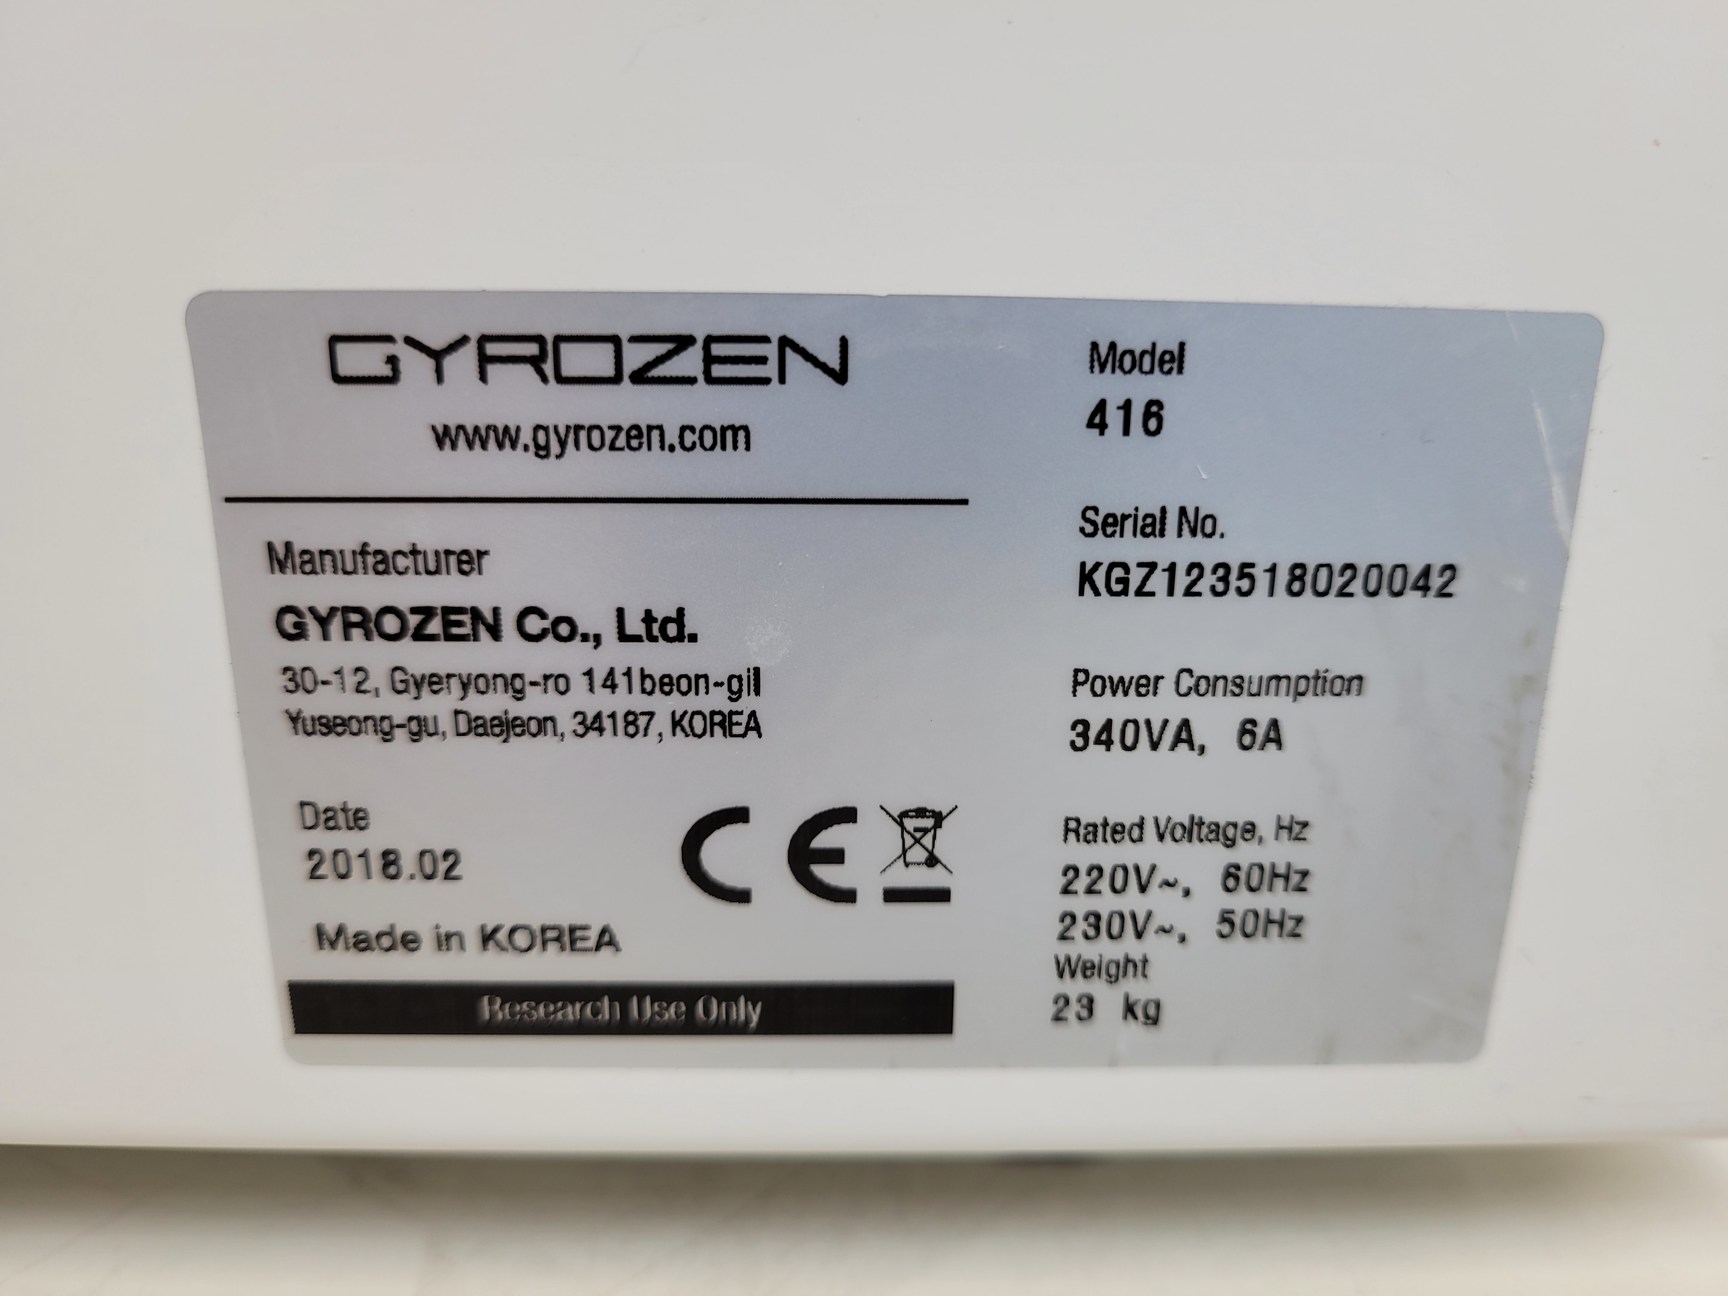 GYROZEN
www.gyrozen.com
Manufacturer
GYROZEN Co., Ltd.
30-12, Gyeryong-ro 141beon-gil
Yuseong-gu, Daejeon, 34187, KOREA
Date
2018.02
Made in KOREA
CE
Research Use Only
Model
416
Serial No.
KGZ123518020042
Power Consumption
340VA, 6A
Rated Voltage, Hz
220V~, 60Hz
230V~, 50Hz
Weight
23 kg